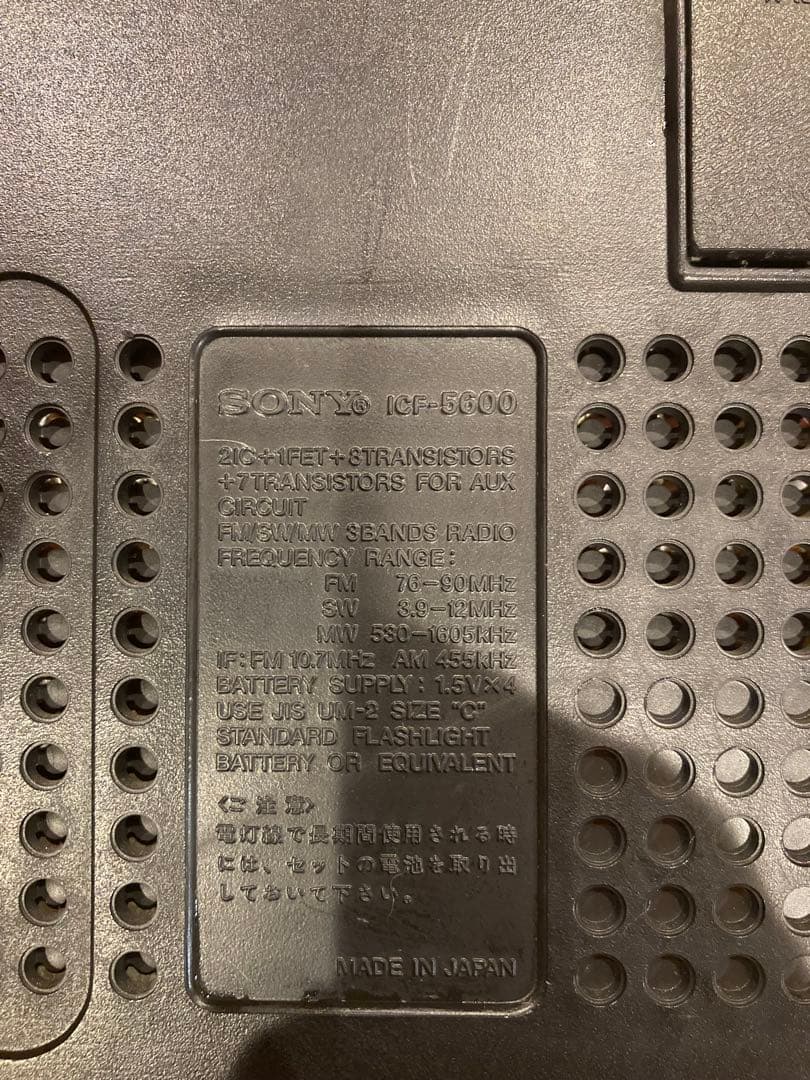 SONY® ICF-5600
2IC+1FET+8TRANSISTORS
+7TRANSISTORS FOR AUX
CIRCUIT
FM/SW/MW 3BANDS RADIO
FREQUENCY RANGE:
FM 76-90MHz
SW 3.9-12MHz
MW 530-1605kHz
IF:FM 10.7MHz AM 455kHz
BATTERY SUPPLY: 1.5V×4
USE JIS UM-2 SIZE "C"
STANDARD FLASHLIGHT
BATTERY OR EQUIVALENT
〈ご注意〉
電灯線で長期間使用される時
には、セットの電池を取り出
しておいて下さい。
MADE IN JAPAN